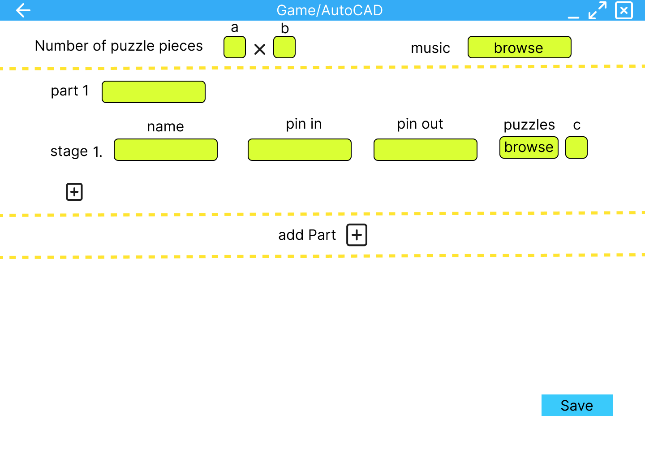 Game/AutoCAD
a b
Number of puzzle pieces × music browse
part 1
name pin in pin out puzzles c
stage 1. browse
+
add Part +
Save